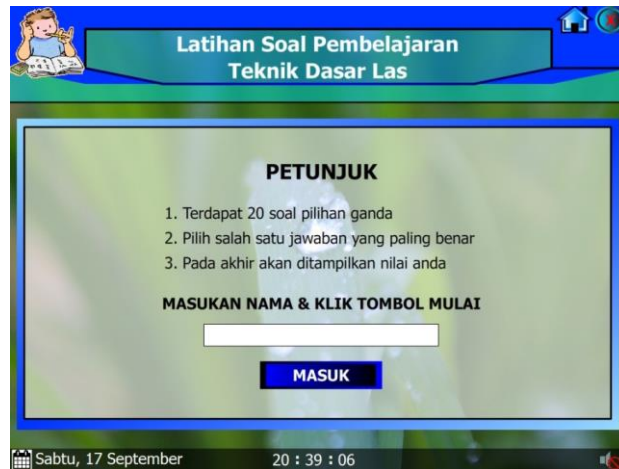 Latihan Soal Pembelajaran
Teknik Dasar Las
PETUNJUK
1. Terdapat 20 soal pilihan ganda
2. Pilih salah satu jawaban yang paling benar
3. Pada akhir akan ditampilkan nilai anda
MASUKAN NAMA & KLIK TOMBOL MULAI
MASUK
Sabtu, 17 September
20 : 39 : 06